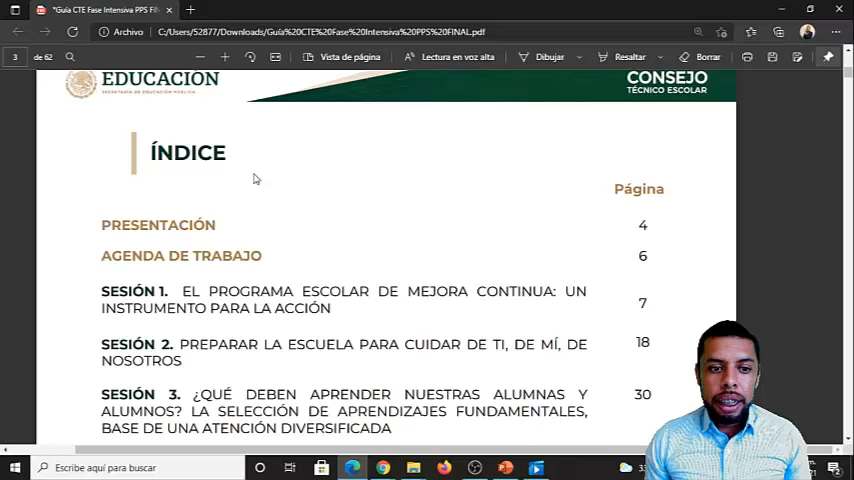 *Guía CTE Fase Intensiva PPS FIN
Archivo C:/Users/52877/Downloads/Guía%20CTE%20Fase%20Intensiva%20PPS%20FINAL.pdf
3 de 62 Vista de página Lectura en voz alta Dibujar Resaltar Borrar
EDUCACIÓN
SECRETARÍA DE EDUCACIÓN PÚBLICA
CONSEJO
TÉCNICO ESCOLAR
ÍNDICE
Página
PRESENTACIÓN 4
AGENDA DE TRABAJO 6
SESIÓN 1. EL PROGRAMA ESCOLAR DE MEJORA CONTINUA: UN
INSTRUMENTO PARA LA ACCIÓN 7
SESIÓN 2. PREPARAR LA ESCUELA PARA CUIDAR DE TI, DE MÍ, DE
NOSOTROS 18
SESIÓN 3. ¿QUÉ DEBEN APRENDER NUESTRAS ALUMNAS Y
ALUMNOS? LA SELECCIÓN DE APRENDIZAJES FUNDAMENTALES,
BASE DE UNA ATENCIÓN DIVERSIFICADA 30
Escribe aquí para buscar